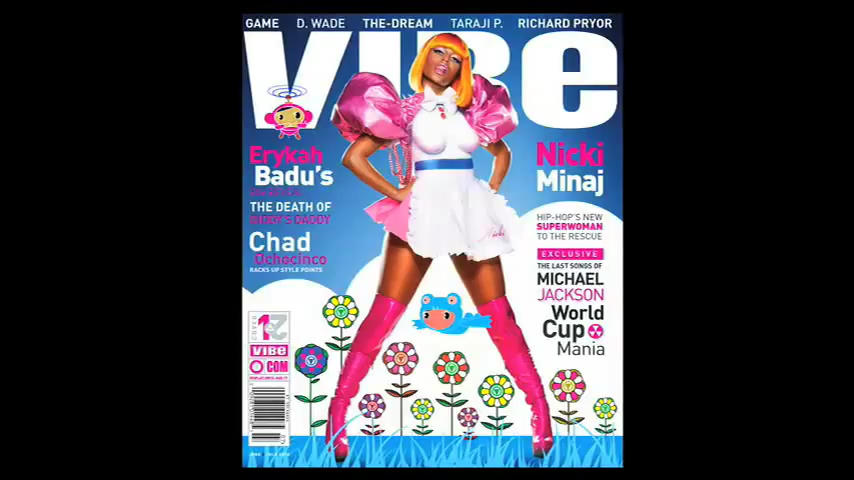 GAME D. WADE THE-DREAM TARAJI P. RICHARD PRYOR
VIBE
Erykah
Badu's
THE DEATH OF
Chad
Ochocinco
RACKS UP STYLE POINTS
Nicki
Minaj
HIP-HOP'S NEW
SUPERWOMAN
TO THE RESCUE
EXCLUSIVE
THE LAST SONGS OF
MICHAEL
JACKSON
World
Cup
Mania
Nicki
VIBE
.COM